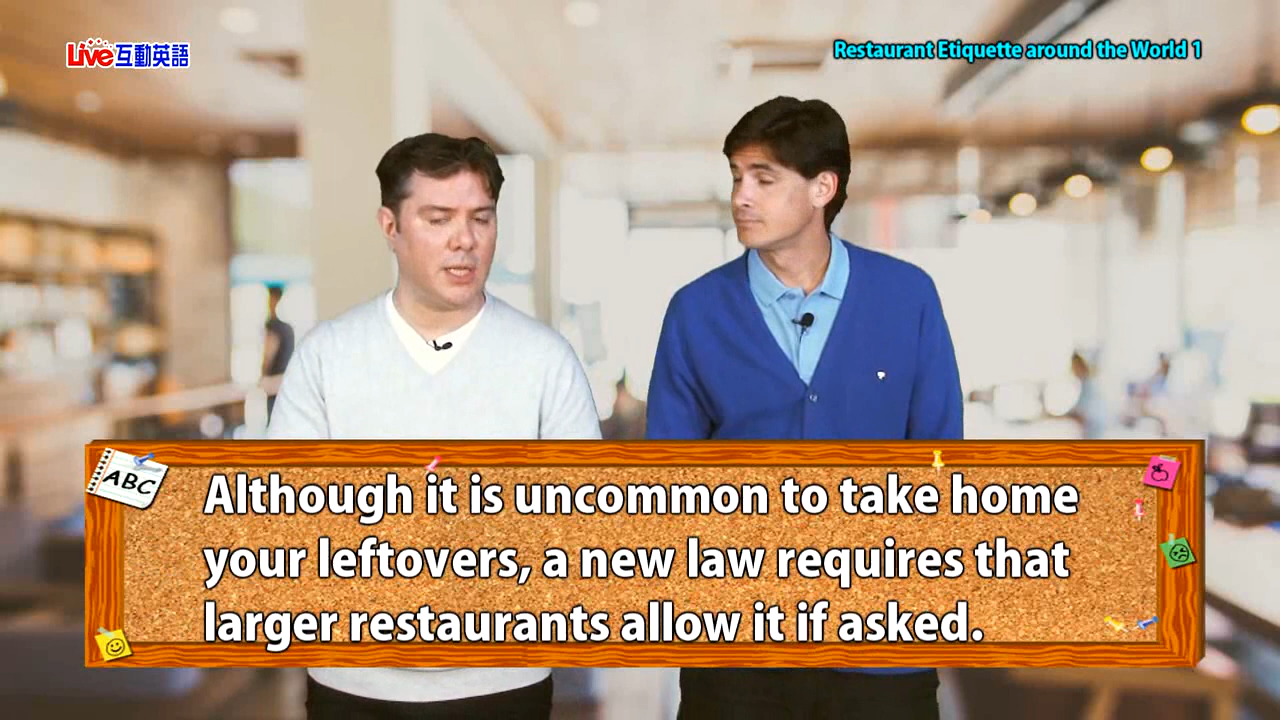 Live互動英語
Restaurant Etiquette around the World 1
ABC
Although it is uncommon to take home
your leftovers, a new law requires that
larger restaurants allow it if asked.